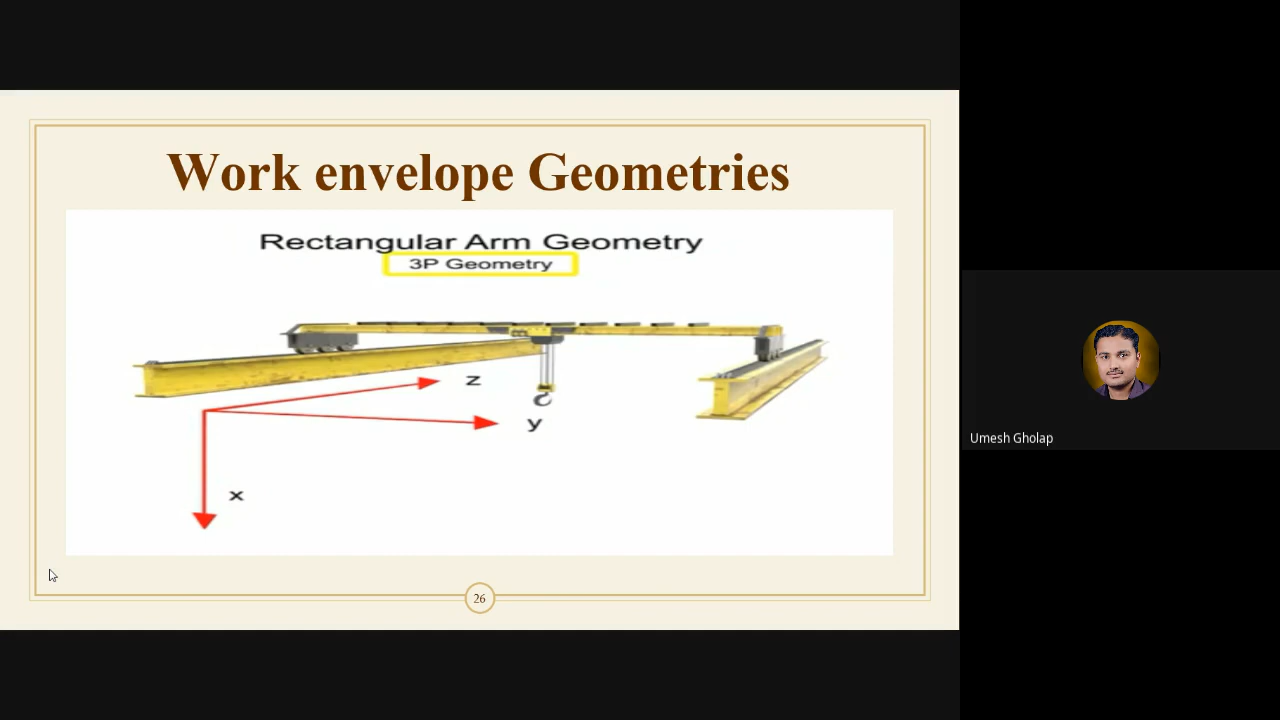 Work envelope Geometries
Rectangular Arm Geometry
3P Geometry
z
y
x
26
Umesh Gholap